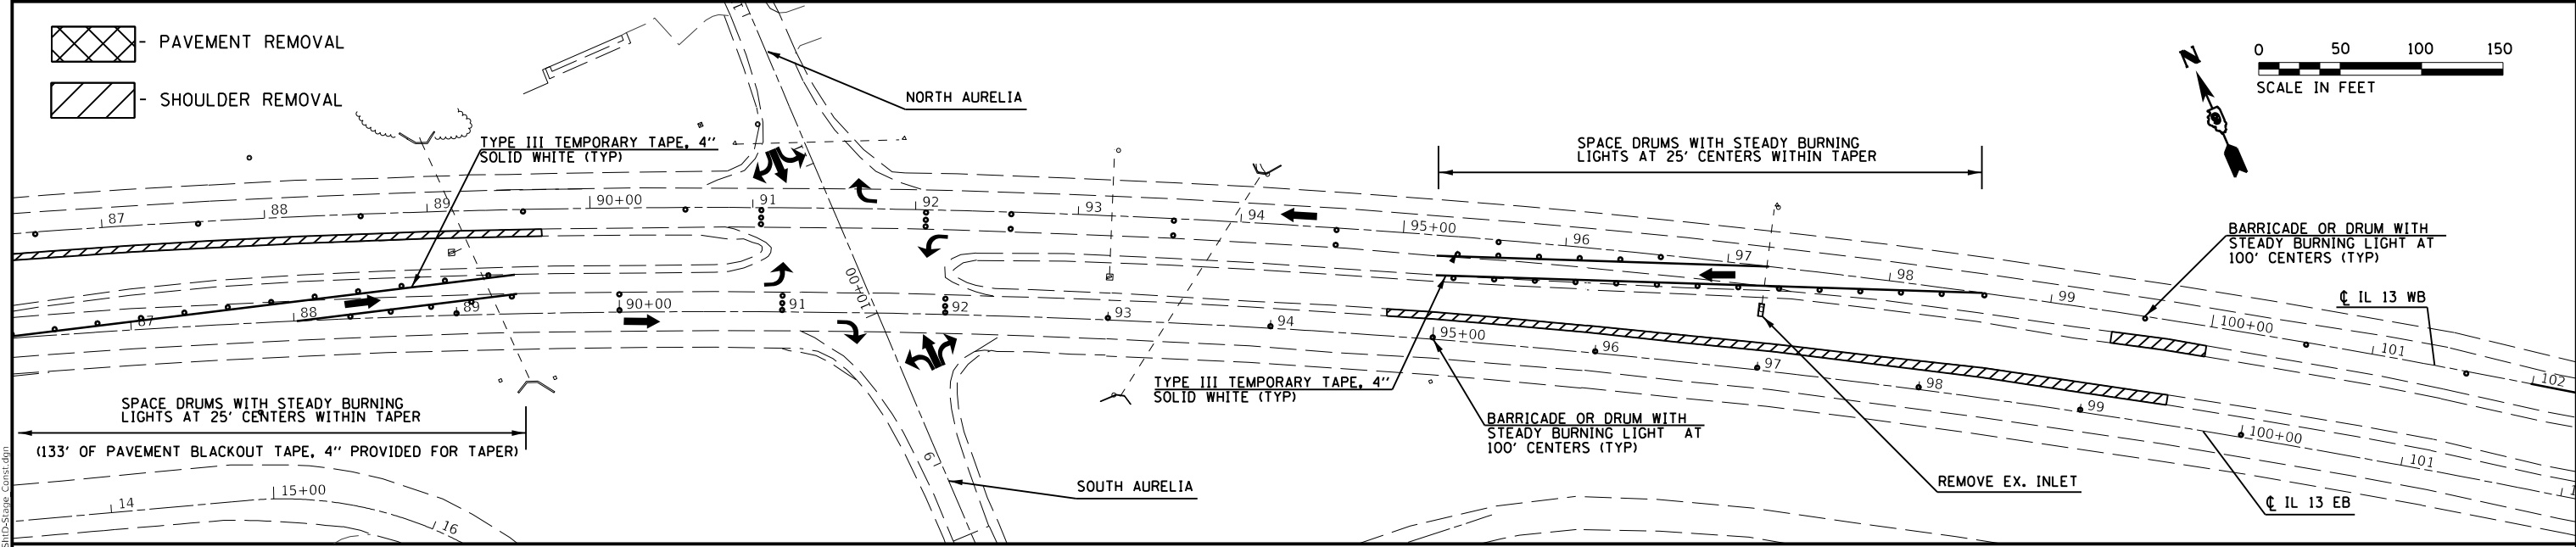 - PAVEMENT REMOVAL
- SHOULDER REMOVAL
NORTH AURELIA
TYPE III TEMPORARY TAPE, 4"
SOLID WHITE (TYP)
SPACE DRUMS WITH STEADY BURNING
LIGHTS AT 25' CENTERS WITHIN TAPER
N
0 50 100 150
SCALE IN FEET
BARRICADE OR DRUM WITH
STEADY BURNING LIGHT AT
100' CENTERS (TYP)
℄ IL 13 WB
87 88 89 90+00 91 92 93 94 95+00 96 97 98 99 100+00 101 102
10+00
87 88 89 90+00 91 92 93 94 95+00 96 97 98 99 100+00 101
TYPE III TEMPORARY TAPE, 4"
SOLID WHITE (TYP)
BARRICADE OR DRUM WITH
STEADY BURNING LIGHT AT
100' CENTERS (TYP)
REMOVE EX. INLET
℄ IL 13 EB
SPACE DRUMS WITH STEADY BURNING
LIGHTS AT 25' CENTERS WITHIN TAPER
(133' OF PAVEMENT BLACKOUT TAPE, 4" PROVIDED FOR TAPER)
9
SOUTH AURELIA
14 15+00 16
ShtD-Stage Const.dgn